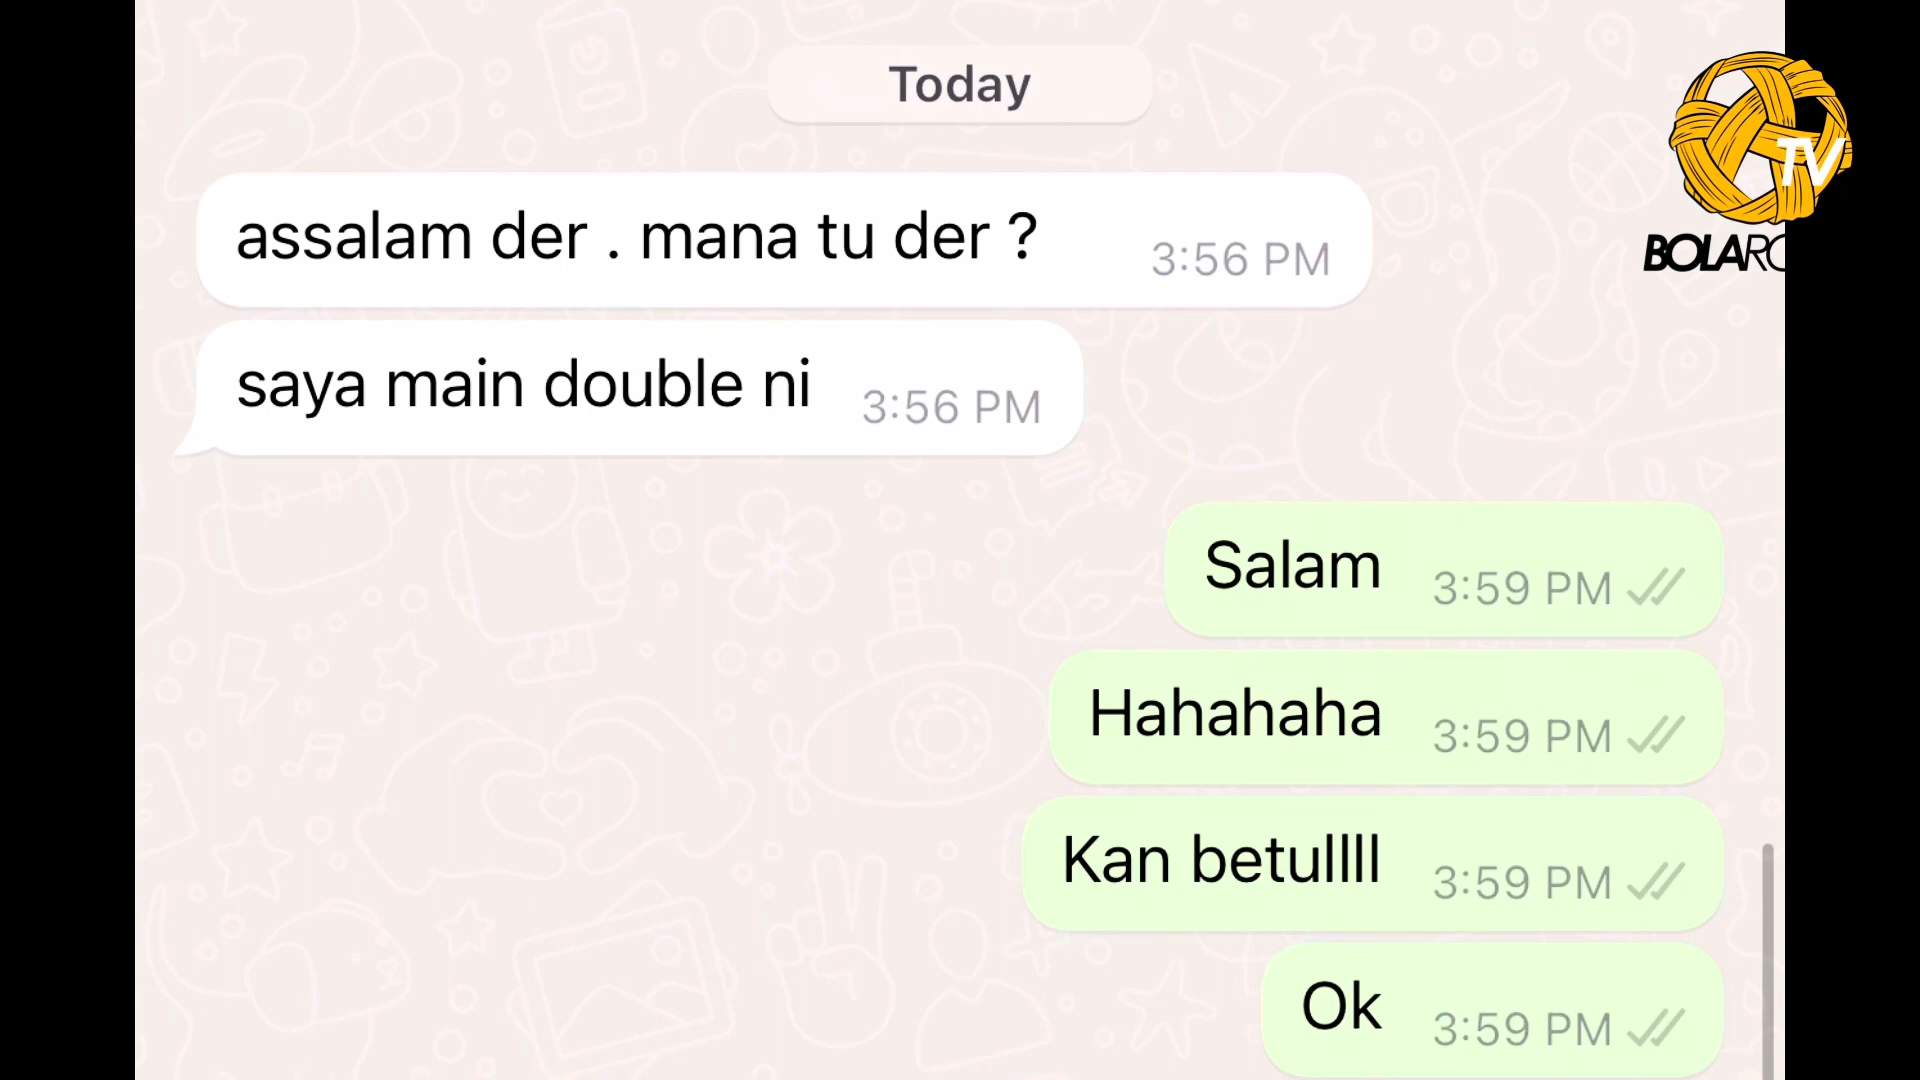 Today
assalam der . mana tu der ?
3:56 PM
saya main double ni
3:56 PM
Salam
3:59 PM
Hahahaha
3:59 PM
Kan betullll
3:59 PM
Ok
3:59 PM
TV
BOLARO